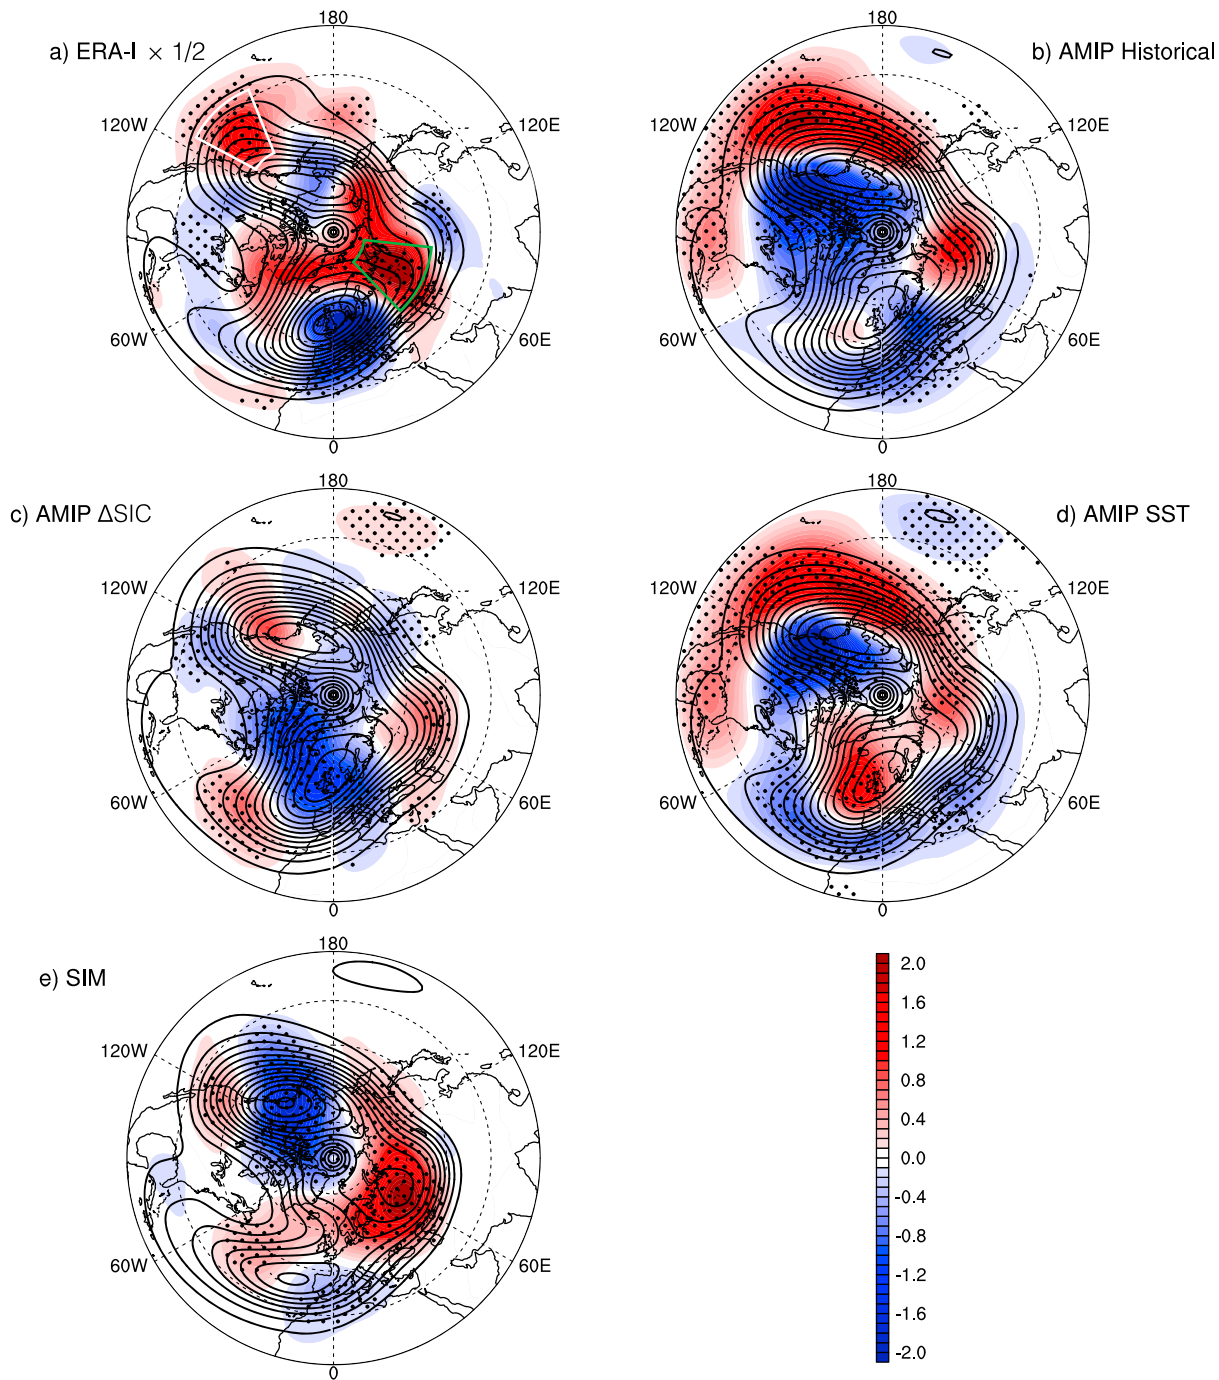 180
a) ERA-I × 1/2
120W
120E
60W
60E
0
180
b) AMIP Historical
120W
120E
60W
60E
0
180
c) AMIP ΔSIC
120W
120E
60W
60E
0
180
d) AMIP SST
120W
120E
60W
60E
0
180
e) SIM
120W
120E
60W
60E
0
2.0
1.6
1.2
0.8
0.4
0.0
-0.4
-0.8
-1.2
-1.6
-2.0